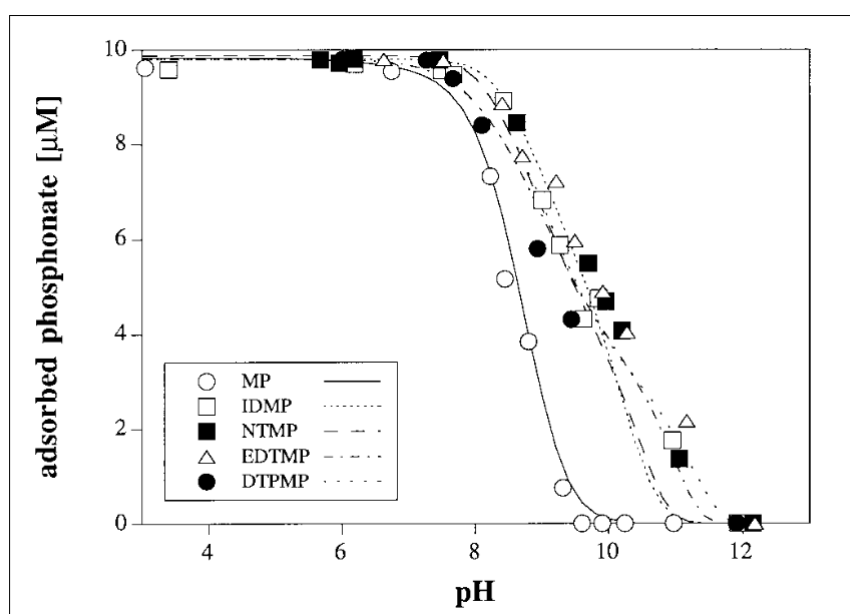 adsorbed phosphonate [µM]
10
8
6
4
2
0
MP
IDMP
NTMP
EDTMP
DTPMP
4
6
8
10
12
pH